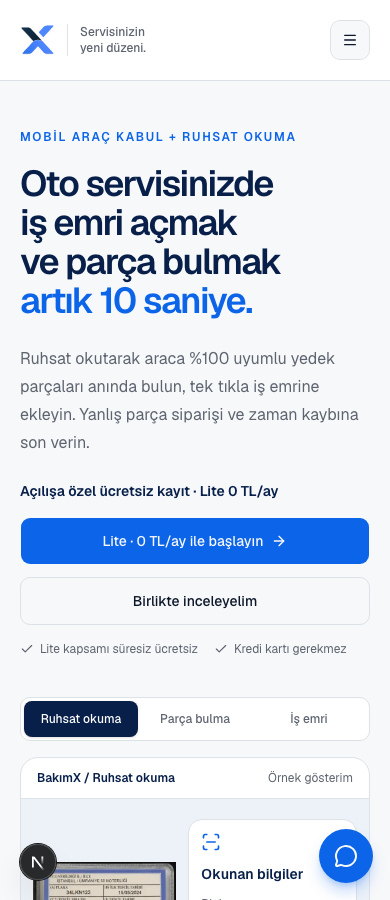 Servisinizin
yeni düzeni.
MOBİL ARAÇ KABUL + RUHSAT OKUMA
Oto servisinizde
iş emri açmak
ve parça bulmak
artık 10 saniye.
Ruhsat okutarak araca %100 uyumlu yedek
parçaları anında bulun, tek tıkla iş emrine
ekleyin. Yanlış parça siparişi ve zaman kaybına
son verin.
Açılışa özel ücretsiz kayıt · Lite 0 TL/ay
Lite · 0 TL/ay ile başlayın
Birlikte inceleyelim
Lite kapsamı süresiz ücretsiz
Kredi kartı gerekmez
Ruhsat okuma
Parça bulma
İş emri
BakımX / Ruhsat okuma
Örnek gösterim
Okunan bilgiler
N
34LHN122